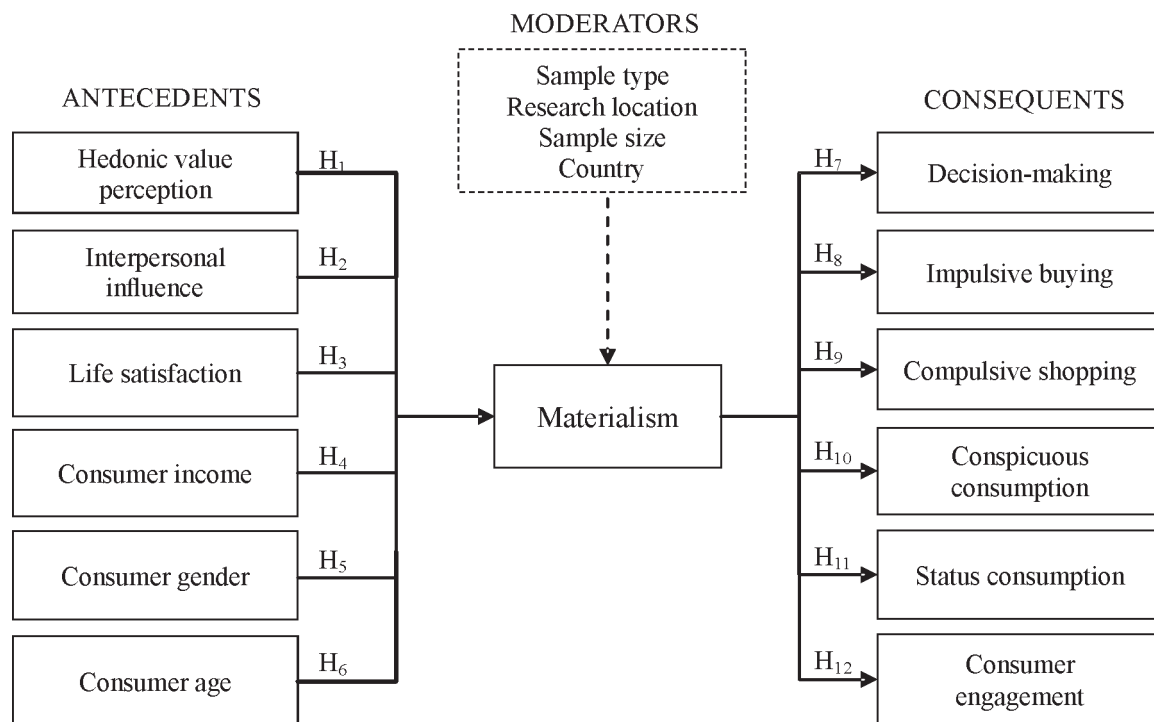 MODERATORS
Sample type
Research location
Sample size
Country
ANTECEDENTS
Hedonic value
perception
H₁
Interpersonal
influence
H₂
Life satisfaction
H₃
Consumer income
H₄
Consumer gender
H₅
Consumer age
H₆
Materialism
CONSEQUENTS
H₇
Decision-making
H₈
Impulsive buying
H₉
Compulsive shopping
H₁₀
Conspicuous
consumption
H₁₁
Status consumption
H₁₂
Consumer
engagement